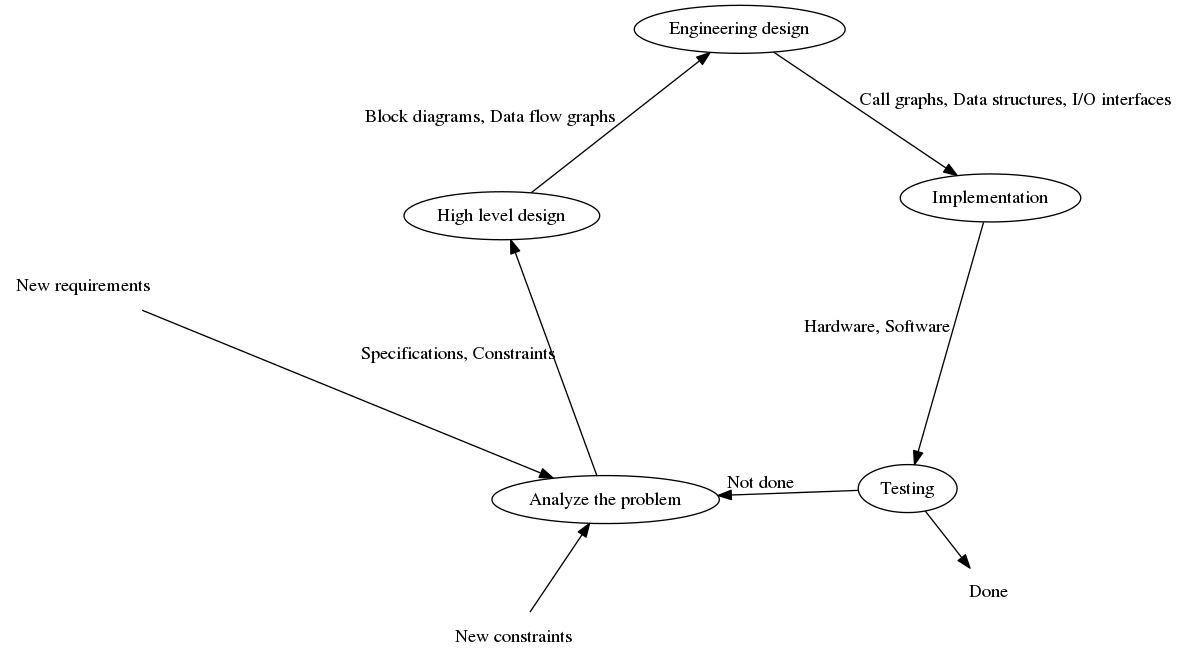 Engineering design
Call graphs, Data structures, I/O interfaces
Block diagrams, Data flow graphs
Implementation
High level design
New requirements
Hardware, Software
Specifications, Constraints
Not done
Testing
Analyze the problem
Done
New constraints